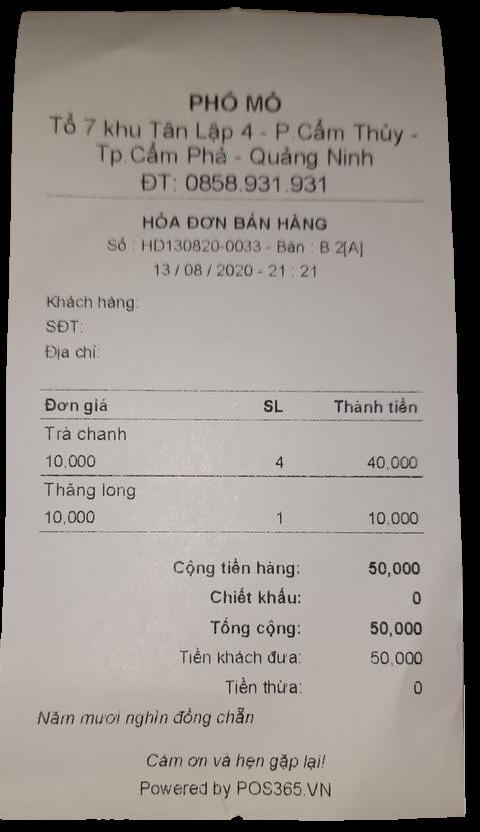 PHỐ MỎ
Tổ 7 khu Tân Lập 4 - P.Cẩm Thủy -
Tp.Cẩm Phả - Quảng Ninh
ĐT: 0858.931.931
HÓA ĐƠN BÁN HÀNG
Số : HD130820-0033 - Bàn : B 2[A]
13 / 08 / 2020 - 21 : 21
Khách hàng:
SĐT:
Địa chỉ:
Đơn giá SL Thành tiền
Trà chanh
10,000 4 40,000
Thăng long
10,000 1 10,000
Cộng tiền hàng: 50,000
Chiết khấu: 0
Tổng cộng: 50,000
Tiền khách đưa: 50,000
Tiền thừa: 0
Năm mươi nghìn đồng chẵn
Cảm ơn và hẹn gặp lại!
Powered by POS365.VN